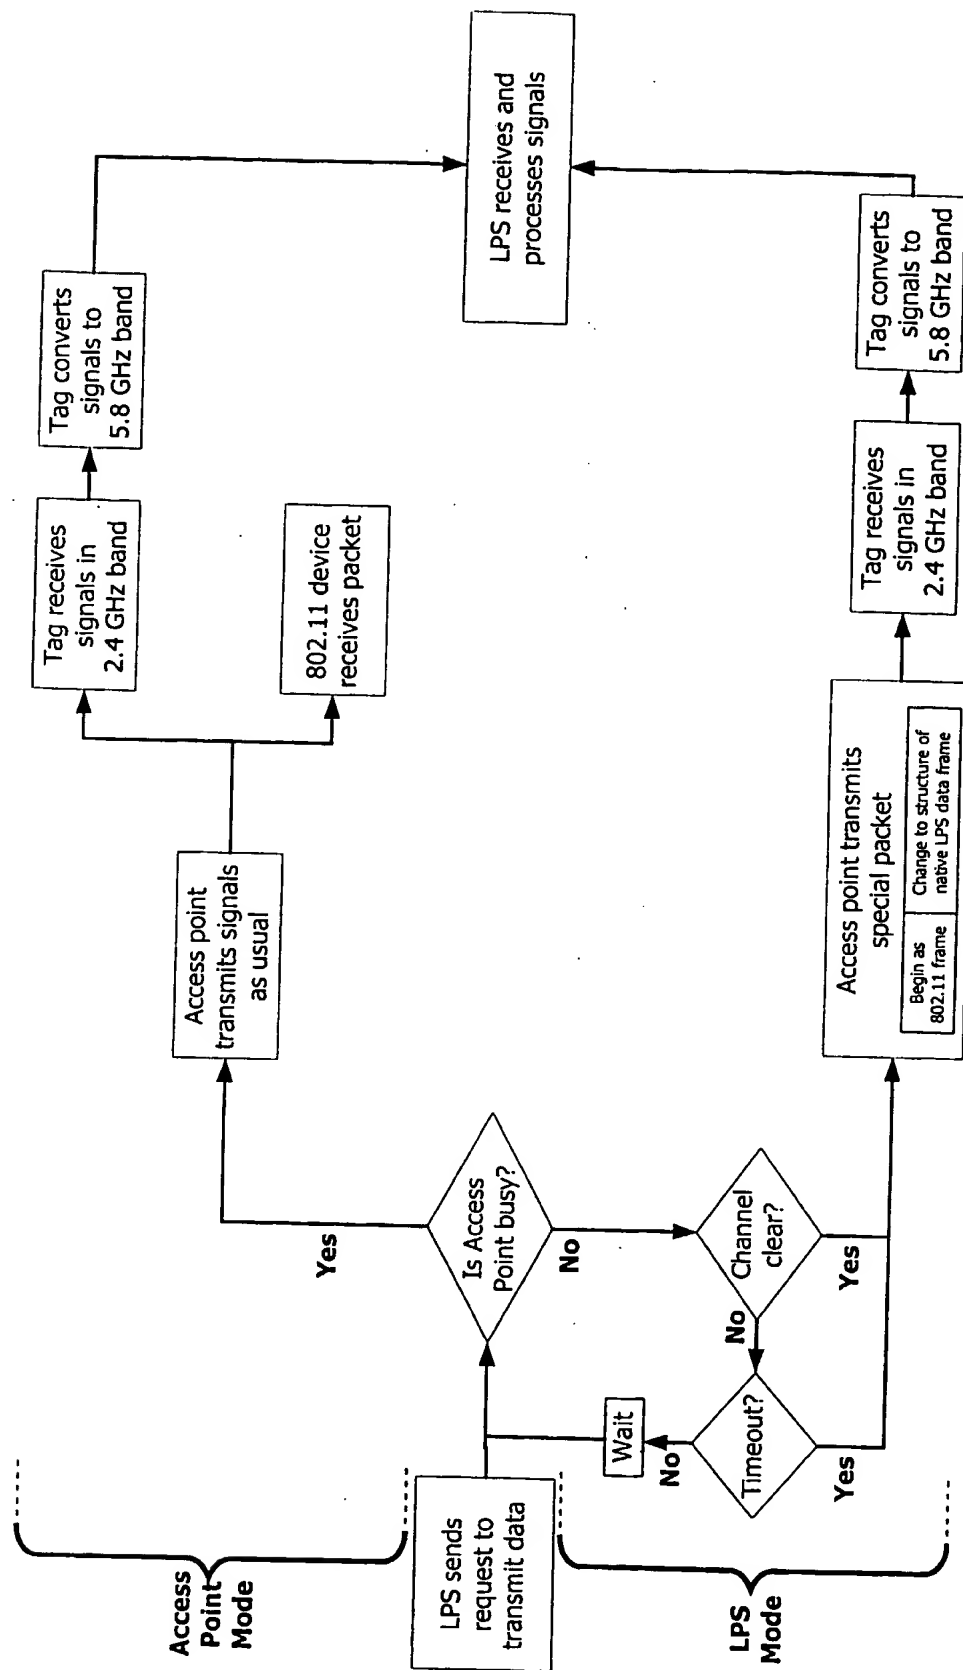 Access
Point
Mode
LPS
Mode
LPS sends
request to
transmit data
Is Access
Point busy?
Yes
No
Wait
No
Timeout?
Yes
No
Channel
clear?
Yes
Access point
transmits signals
as usual
Tag receives
signals in
2.4 GHz band
Tag converts
signals to
5.8 GHz band
802.11 device
receives packet
LPS receives and
processes signals
Access point transmits
special packet
Begin as
802.11 frame
Change to structure of
native LPS data frame
Tag receives
signals in
2.4 GHz band
Tag converts
signals to
5.8 GHz band